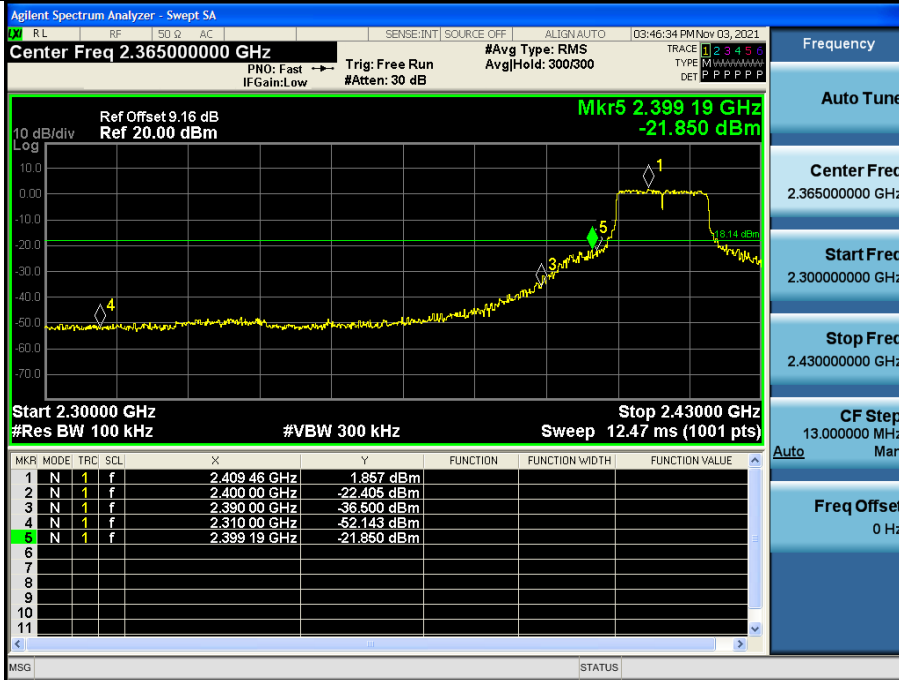 Agilent Spectrum Analyzer - Swept SA
LXI RL RF 50 Ω AC SENSE:INT SOURCE OFF ALIGN AUTO 03:46:34 PM Nov 03, 2021
Center Freq 2.365000000 GHz
PNO: Fast
IFGain:Low
Trig: Free Run
#Atten: 30 dB
#Avg Type: RMS
Avg|Hold: 300/300
TRACE 1 2 3 4 5 6
TYPE MWWWWW
DET P P P P P P
Mkr5 2.399 19 GHz
-21.850 dBm
Ref Offset 9.16 dB
10 dB/div Ref 20.00 dBm
Log
10.0
0.00
-10.0
-20.0
-30.0
-40.0
-50.0
-60.0
-70.0
1
5
-18.14 dBm
3
4
Start 2.30000 GHz Stop 2.43000 GHz
#Res BW 100 kHz #VBW 300 kHz Sweep 12.47 ms (1001 pts)
MKR MODE TRC SCL X Y FUNCTION FUNCTION WIDTH FUNCTION VALUE
1 N 1 f 2.409 46 GHz 1.857 dBm
2 N 1 f 2.400 00 GHz -22.405 dBm
3 N 1 f 2.390 00 GHz -36.500 dBm
4 N 1 f 2.310 00 GHz -52.143 dBm
5 N 1 f 2.399 19 GHz -21.850 dBm
6
7
8
9
10
11
MSG STATUS
Frequency
Auto Tune
Center Freq
2.365000000 GHz
Start Freq
2.300000000 GHz
Stop Freq
2.430000000 GHz
CF Step
13.000000 MHz
Auto Man
Freq Offset
0 Hz